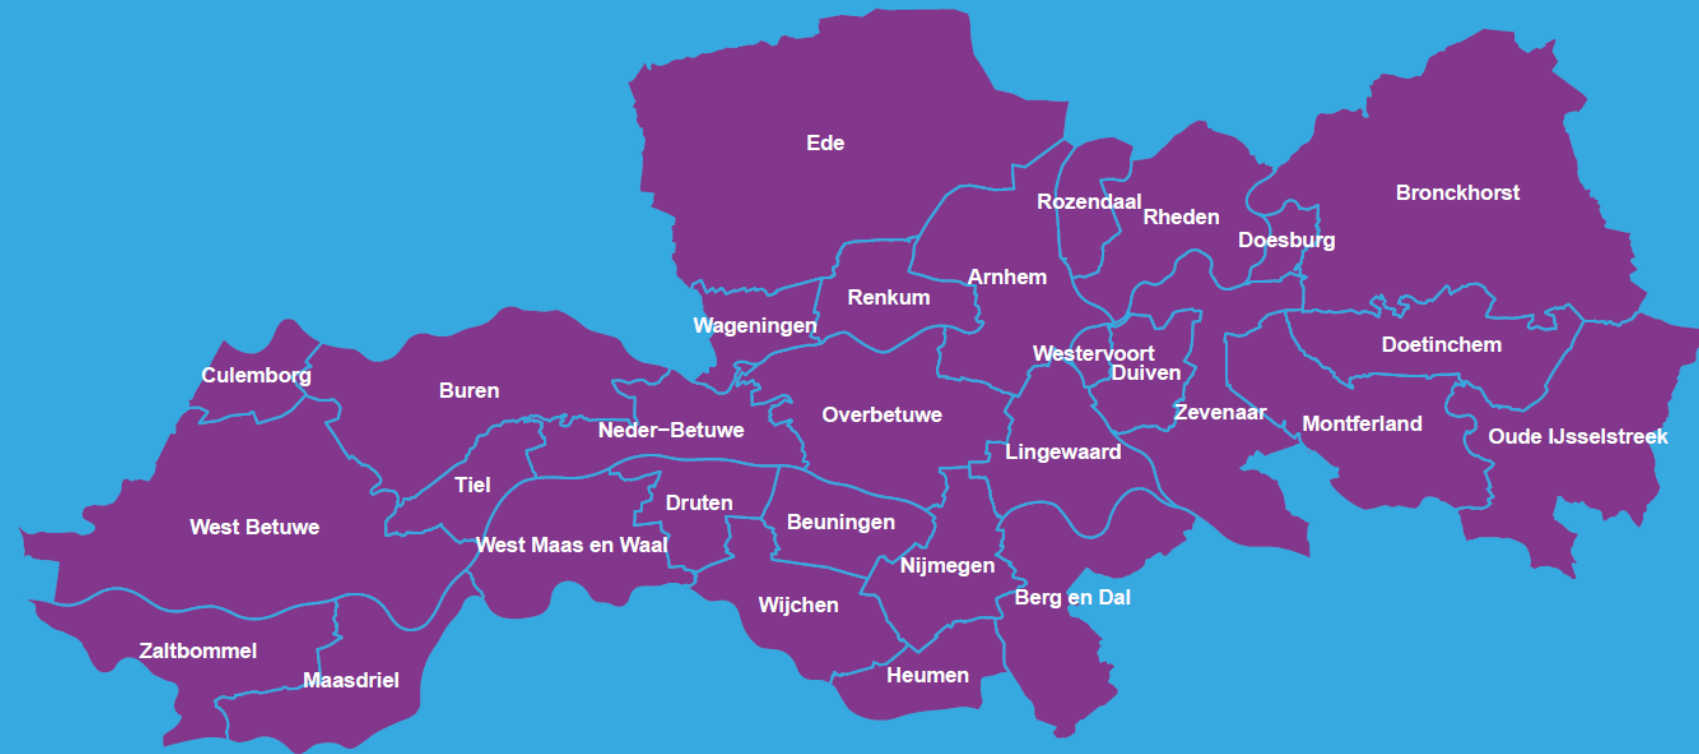 Ede
Bronckhorst
Rozendaal
Rheden
Doesburg
Arnhem
Renkum
Wageningen
Westervoort
Doetinchem
Duiven
Culemborg
Buren
Overbetuwe
Zevenaar
Montferland
Neder-Betuwe
Oude IJsselstreek
Lingewaard
Tiel
Druten
Beuningen
West Betuwe
West Maas en Waal
Nijmegen
Berg en Dal
Wijchen
Zaltbommel
Heumen
Maasdriel